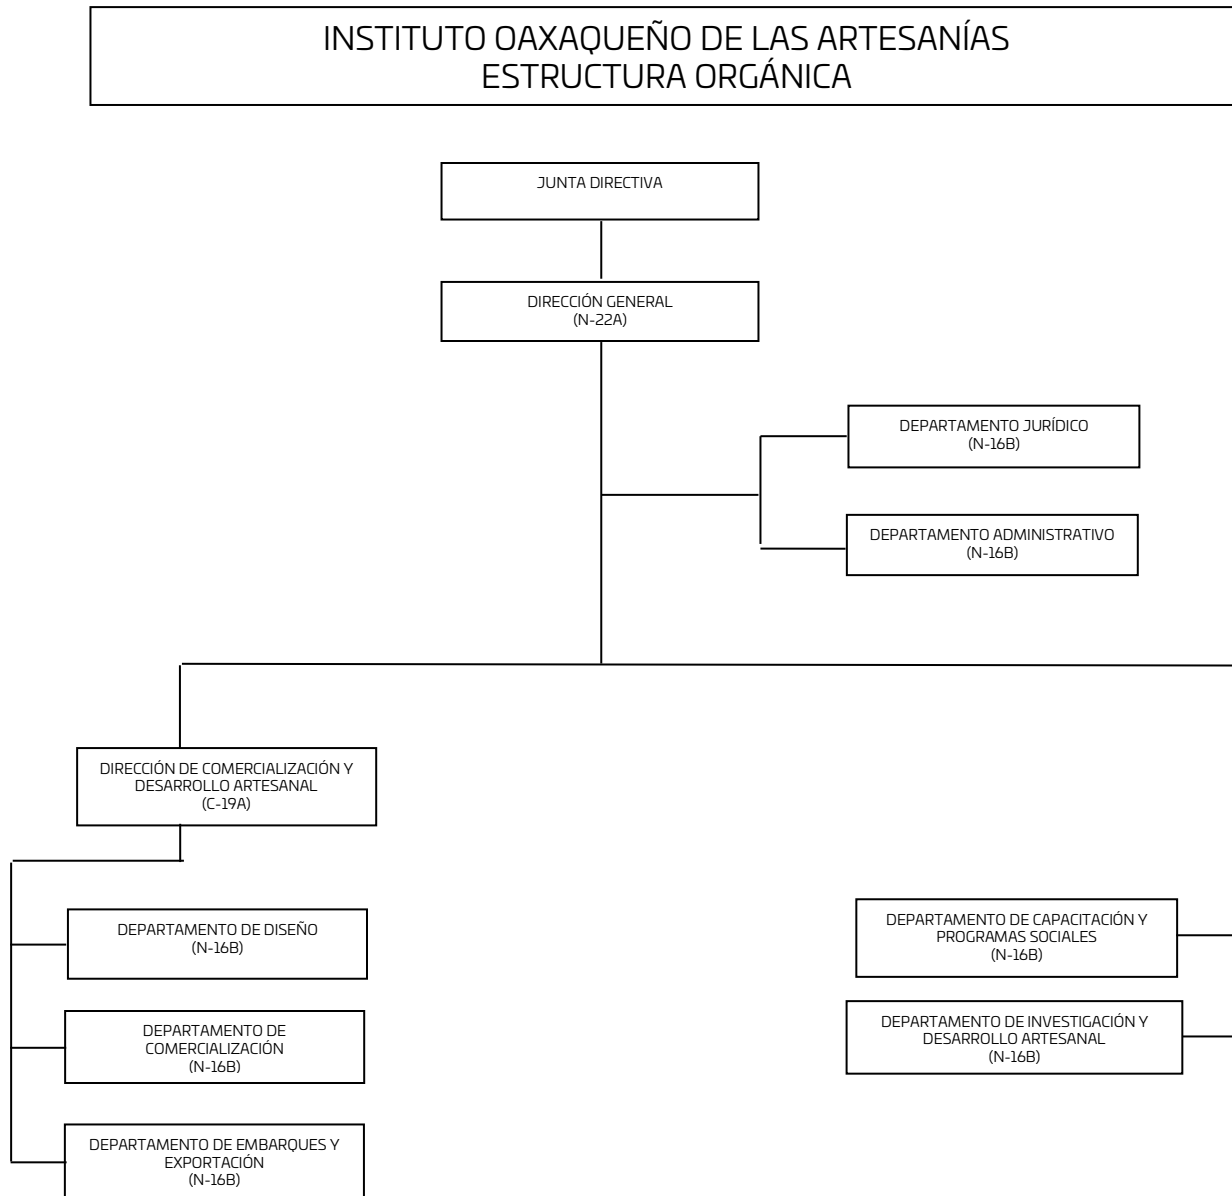 INSTITUTO OAXAQUEÑO DE LAS ARTESANÍAS
ESTRUCTURA ORGÁNICA
JUNTA DIRECTIVA
DIRECCIÓN GENERAL
(N-22A)
DEPARTAMENTO JURÍDICO
(N-16B)
DEPARTAMENTO ADMINISTRATIVO
(N-16B)
DIRECCIÓN DE COMERCIALIZACIÓN Y
DESARROLLO ARTESANAL
(C-19A)
DEPARTAMENTO DE DISEÑO
(N-16B)
DEPARTAMENTO DE
COMERCIALIZACIÓN
(N-16B)
DEPARTAMENTO DE EMBARQUES Y
EXPORTACIÓN
(N-16B)
DEPARTAMENTO DE CAPACITACIÓN Y
PROGRAMAS SOCIALES
(N-16B)
DEPARTAMENTO DE INVESTIGACIÓN Y
DESARROLLO ARTESANAL
(N-16B)